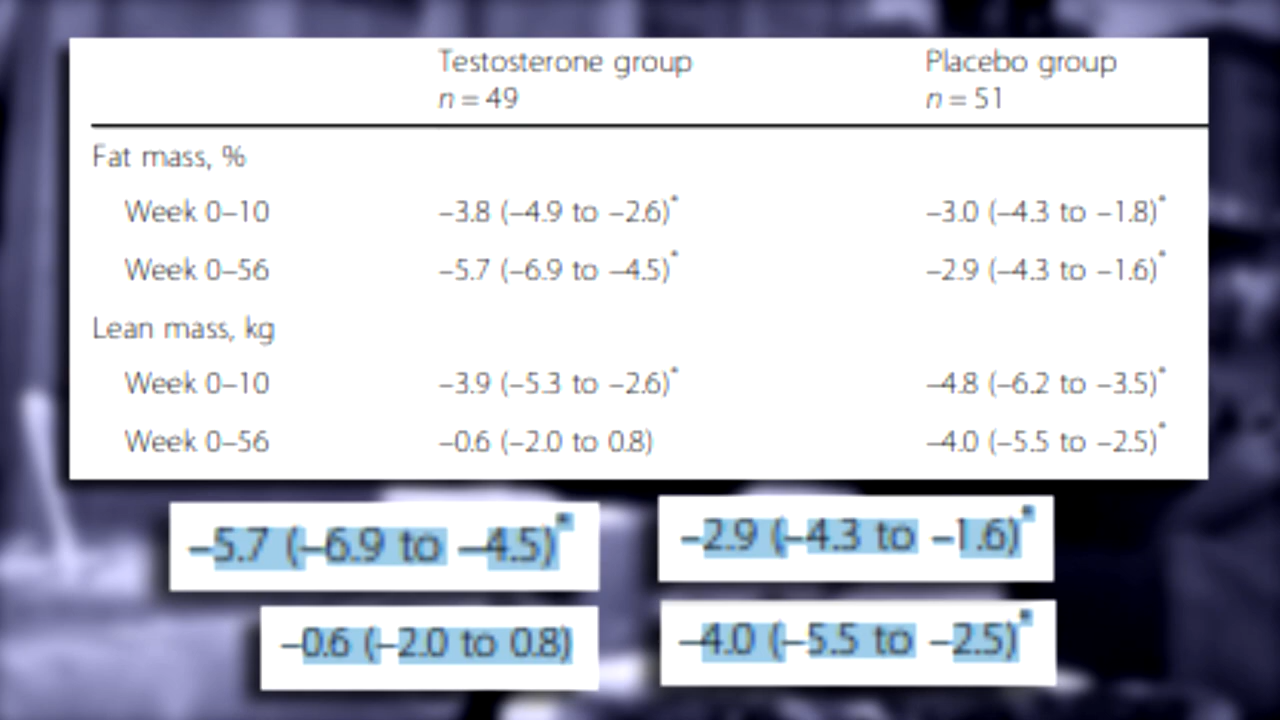 Testosterone group Placebo group
n = 49 n = 51
Fat mass, %
Week 0–10 –3.8 (–4.9 to –2.6)* –3.0 (–4.3 to –1.8)*
Week 0–56 –5.7 (–6.9 to –4.5)* –2.9 (–4.3 to –1.6)*
Lean mass, kg
Week 0–10 –3.9 (–5.3 to –2.6)* –4.8 (–6.2 to –3.5)*
Week 0–56 –0.6 (–2.0 to 0.8) –4.0 (–5.5 to –2.5)*
–5.7 (–6.9 to –4.5)* –2.9 (–4.3 to –1.6)*
–0.6 (–2.0 to 0.8) –4.0 (–5.5 to –2.5)*